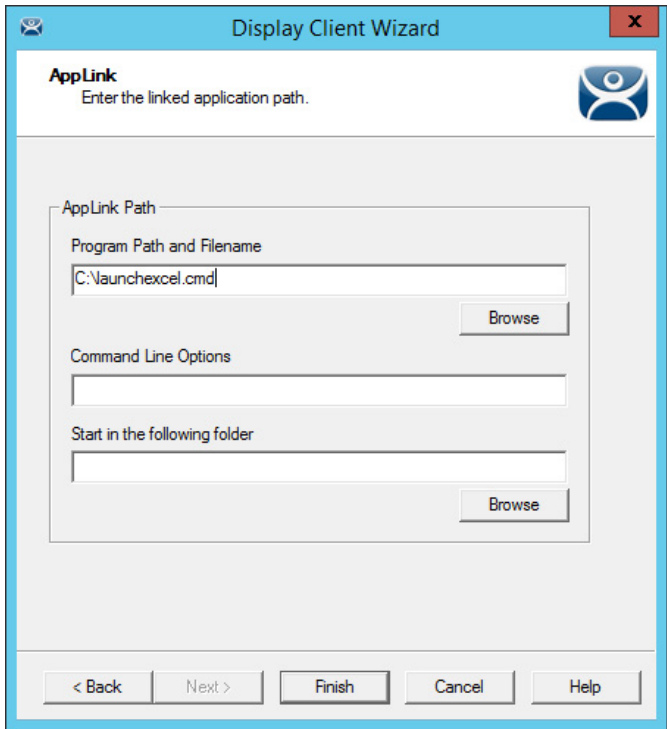 Display Client Wizard
x
AppLink
Enter the linked application path.
AppLink Path
Program Path and Filename
C:\launchexcel.cmd
Browse
Command Line Options
Start in the following folder
Browse
< Back Next > Finish Cancel Help